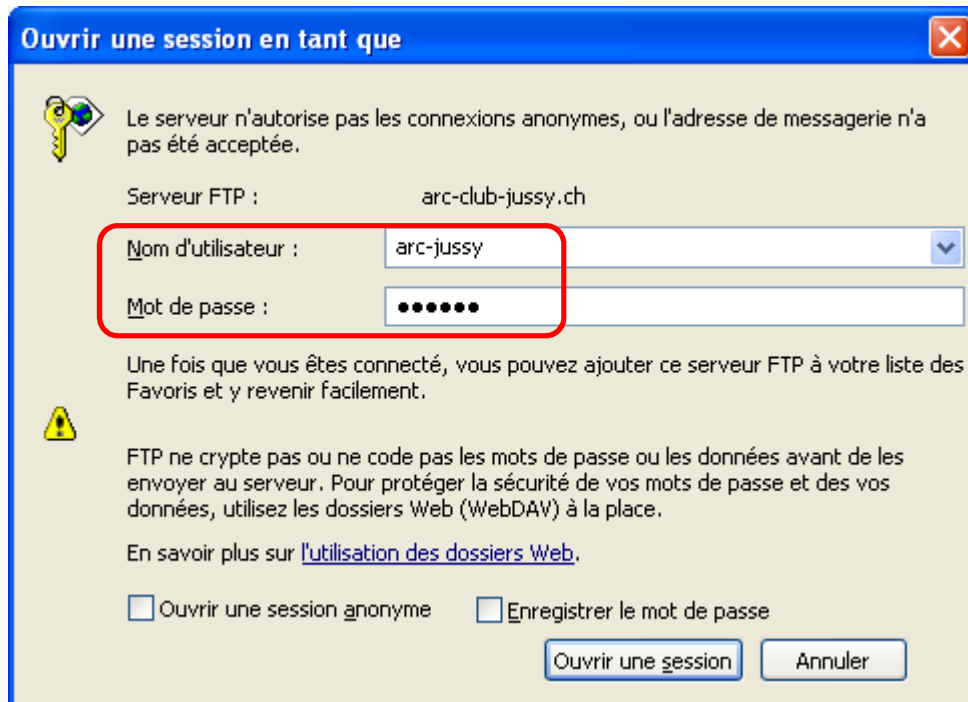 Ouvrir une session en tant que
Le serveur n'autorise pas les connexions anonymes, ou l'adresse de messagerie n'a
pas été acceptée.
Serveur FTP : arc-club-jussy.ch
Nom d'utilisateur : arc-jussy
Mot de passe : ●●●●●●
Une fois que vous êtes connecté, vous pouvez ajouter ce serveur FTP à votre liste des
Favoris et y revenir facilement.
FTP ne crypte pas ou ne code pas les mots de passe ou les données avant de les
envoyer au serveur. Pour protéger la sécurité de vos mots de passe et des vos
données, utilisez les dossiers Web (WebDAV) à la place.
En savoir plus sur l'utilisation des dossiers Web.
Ouvrir une session anonyme Enregistrer le mot de passe
Ouvrir une session Annuler